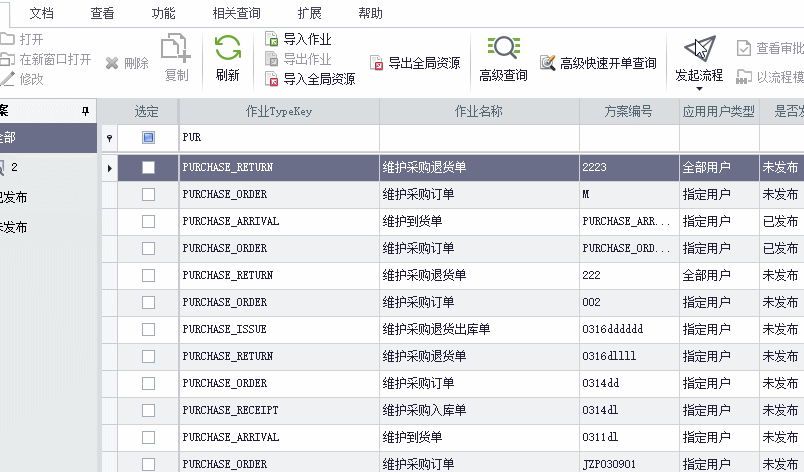 文档 查看 功能 相关查询 扩展 帮助
打开
在新窗口打开
修改
删除
复制
刷新
导入作业
导出作业
导入全局资源
导出全局资源
高级查询
高级快速开单查询
发起流程
查看审批
以流程模
案
选定 作业TypeKey 作业名称 方案编号 应用用户类型 是否发
全部
PUR
2
已发布
未发布
PURCHASE_RETURN 维护采购退货单 2223 全部用户 未发布
PURCHASE_ORDER 维护采购订单 M 指定用户 未发布
PURCHASE_ARRIVAL 维护到货单 PURCHASE_ARR... 指定用户 已发布
PURCHASE_ORDER 维护采购订单 PURCHASE_ORD... 指定用户 已发布
PURCHASE_RETURN 维护采购退货单 222 全部用户 未发布
PURCHASE_ORDER 维护采购订单 002 指定用户 未发布
PURCHASE_ISSUE 维护采购退货出库单 0316dddddd 指定用户 未发布
PURCHASE_RETURN 维护采购退货单 0316dllll 指定用户 未发布
PURCHASE_ORDER 维护采购订单 0314dd 指定用户 未发布
PURCHASE_RECEIPT 维护采购入库单 0314dl 指定用户 未发布
PURCHASE_ARRIVAL 维护到货单 0311dl 指定用户 未发布
PURCHASE_ORDER 维护采购订单 JZP030901 指定用户 未发布